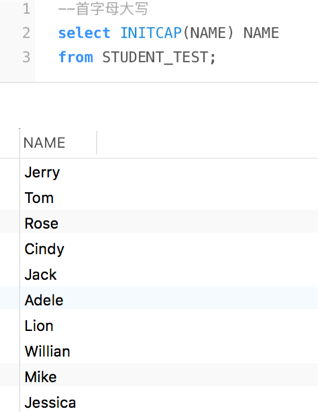 1 --首字母大写
2 select INITCAP(NAME) NAME
3 from STUDENT_TEST;
NAME
Jerry
Tom
Rose
Cindy
Jack
Adele
Lion
Willian
Mike
Jessica